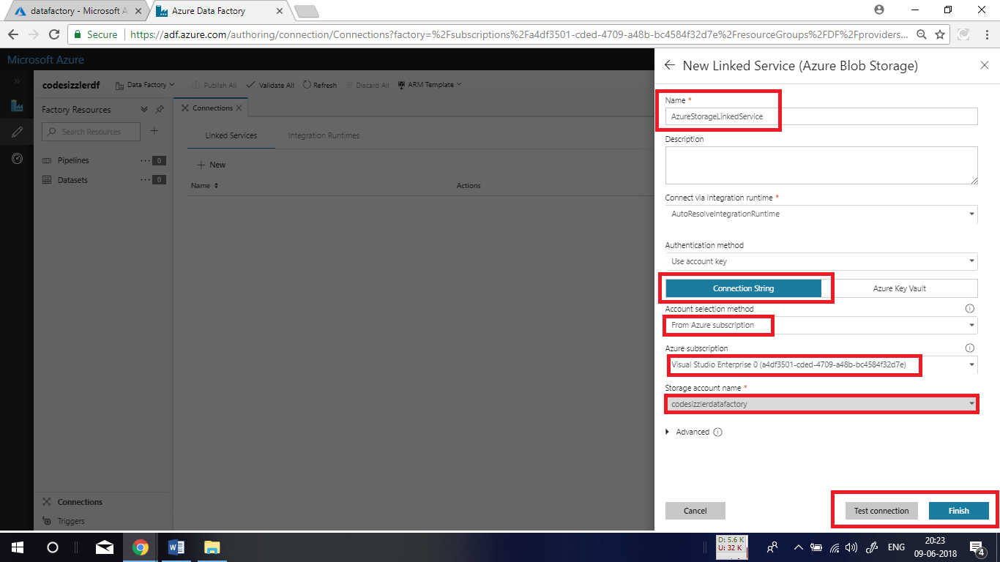 datafactory - Microsoft A
Azure Data Factory
Secure
https://adf.azure.com/authoring/connection/Connections?factory=%2Fsubscriptions%2Fa4df3501-cded-4709-a48b-bc4584f32d7e%2FresourceGroups%2FDF%2Fproviders...
Microsoft Azure
codesizzlerdf
Data Factory
Publish All
Validate All
Refresh
Discard All
ARM Template
Factory Resources
Search Resources
Pipelines
0
Datasets
0
Connections
Linked Services
Integration Runtimes
New
Name
Actions
Connections
Triggers
New Linked Service (Azure Blob Storage)
Name *
AzureStorageLinkedService
Description
Connect via integration runtime *
AutoResolveIntegrationRuntime
Authentication method
Use account key
Connection String
Azure Key Vault
Account selection method
From Azure subscription
Azure subscription
Visual Studio Enterprise 0 (a4df3501-cded-4709-a48b-bc4584f32d7e)
Storage account name *
codesizzlerdatafactory
Advanced
Cancel
Test connection
Finish
D: 5.6 K
U: 32 K
ENG
20:23
09-06-2018
4